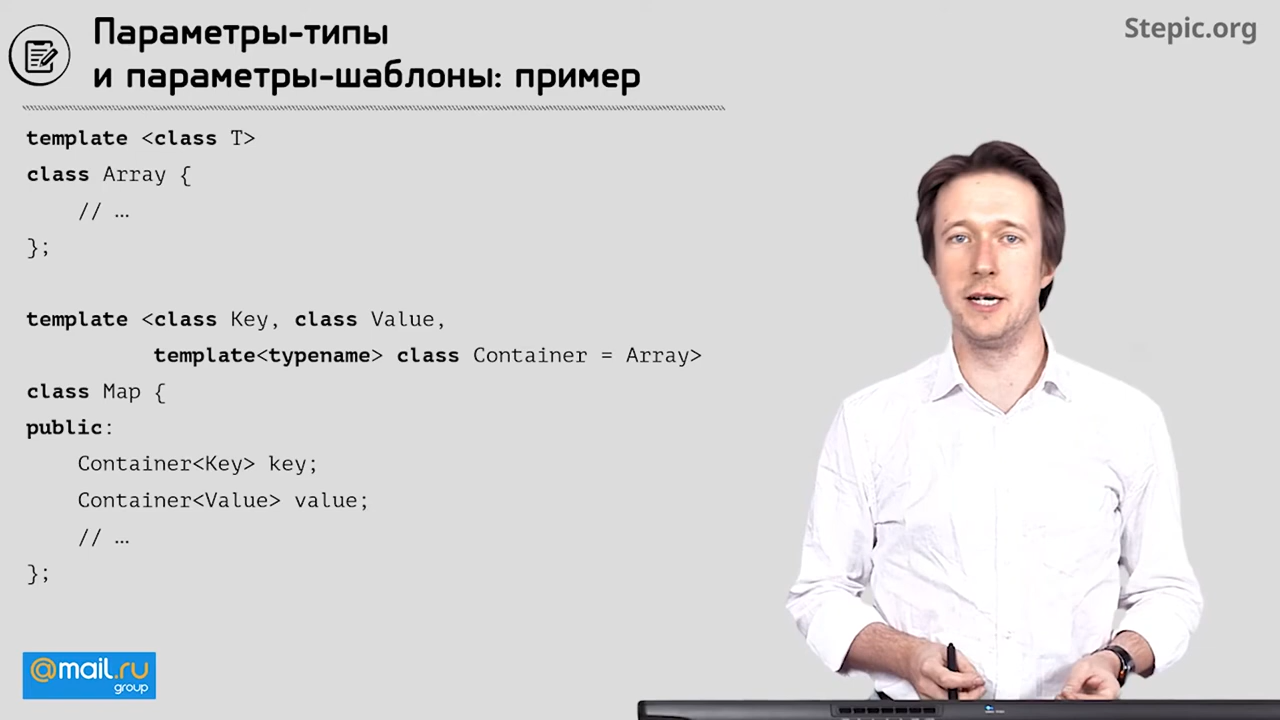 Параметры-типы
и параметры-шаблоны: пример
Stepic.org
template <class T>
class Array {
    // …
};
template <class Key, class Value,
          template<typename> class Container = Array>
class Map {
public:
    Container<Key> key;
    Container<Value> value;
    // …
};
@mail.ru
group